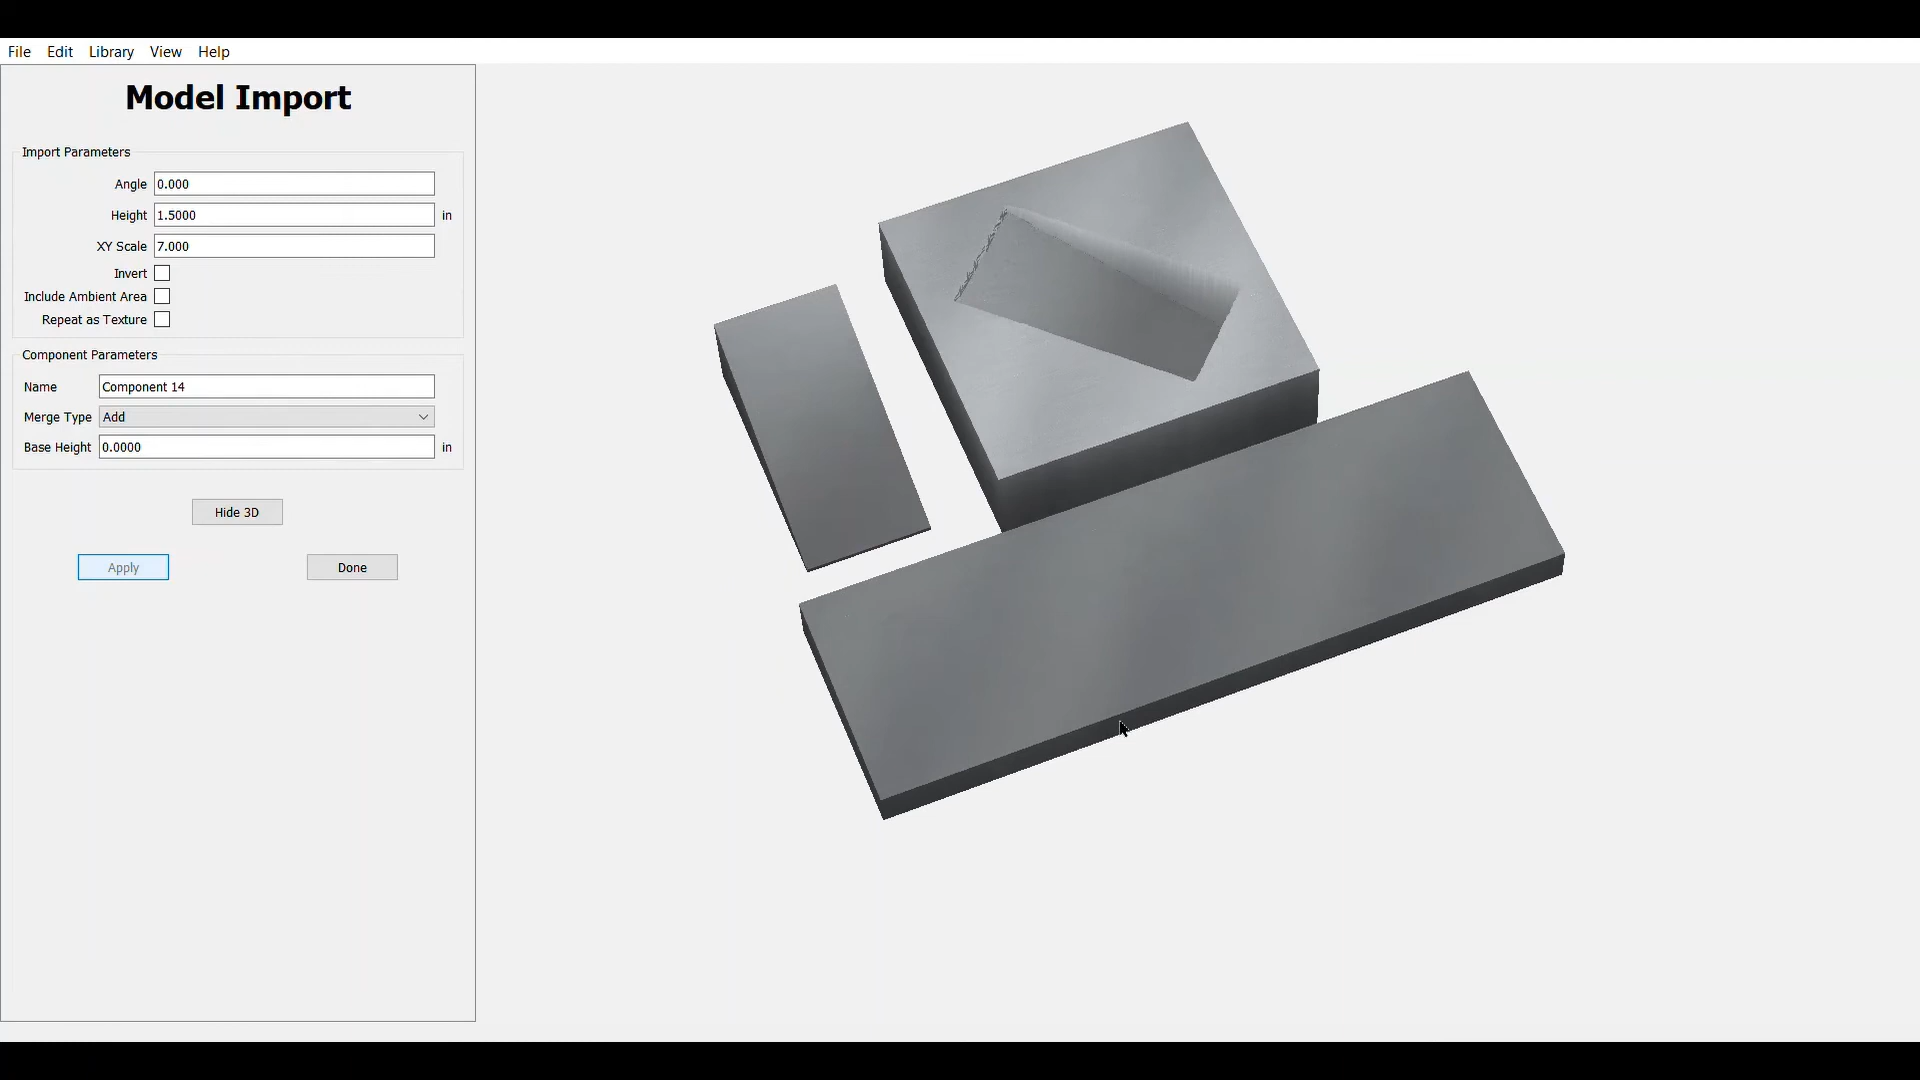 File Edit Library View Help
Model Import
Import Parameters
Angle 0.000
Height 1.5000 in
XY Scale 7.000
Invert
Include Ambient Area
Repeat as Texture
Component Parameters
Name Component 14
Merge Type Add
Base Height 0.0000 in
Hide 3D
Apply Done